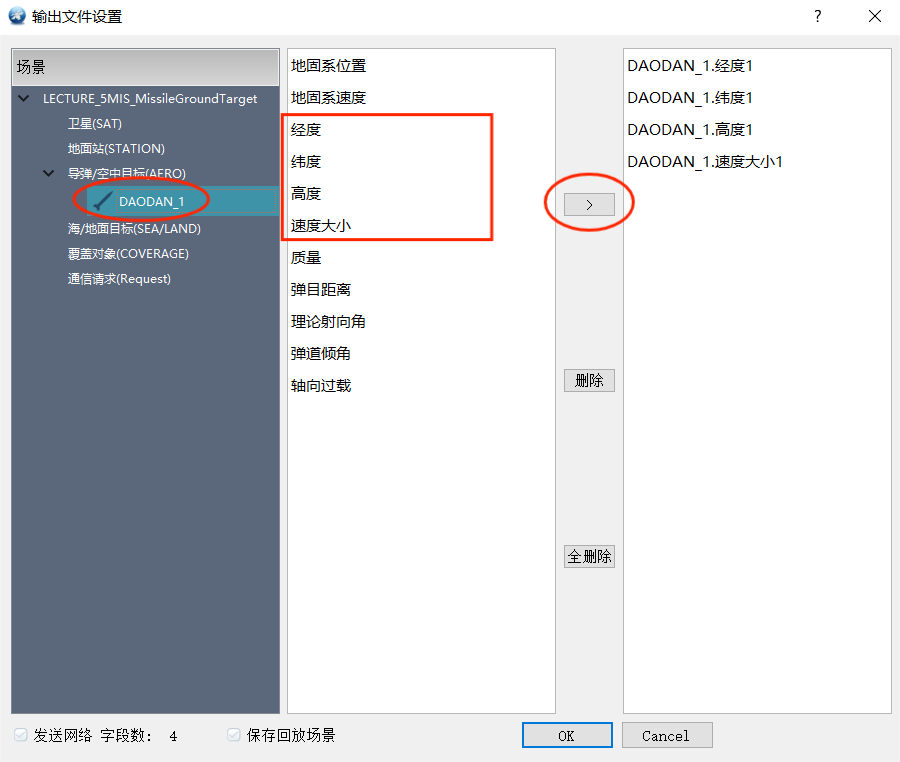 输出文件设置
?
场景
LECTURE_5MIS_MissileGroundTarget
卫星(SAT)
地面站(STATION)
导弹/空中目标(AERO)
DAODAN_1
海/地面目标(SEA/LAND)
覆盖对象(COVERAGE)
通信请求(Request)
地固系位置
地固系速度
经度
纬度
高度
速度大小
质量
弹目距离
理论射向角
弹道倾角
轴向过载
>
删除
全删除
DAODAN_1.经度1
DAODAN_1.纬度1
DAODAN_1.高度1
DAODAN_1.速度大小1
发送网络 字段数: 4
保存回放场景
OK
Cancel